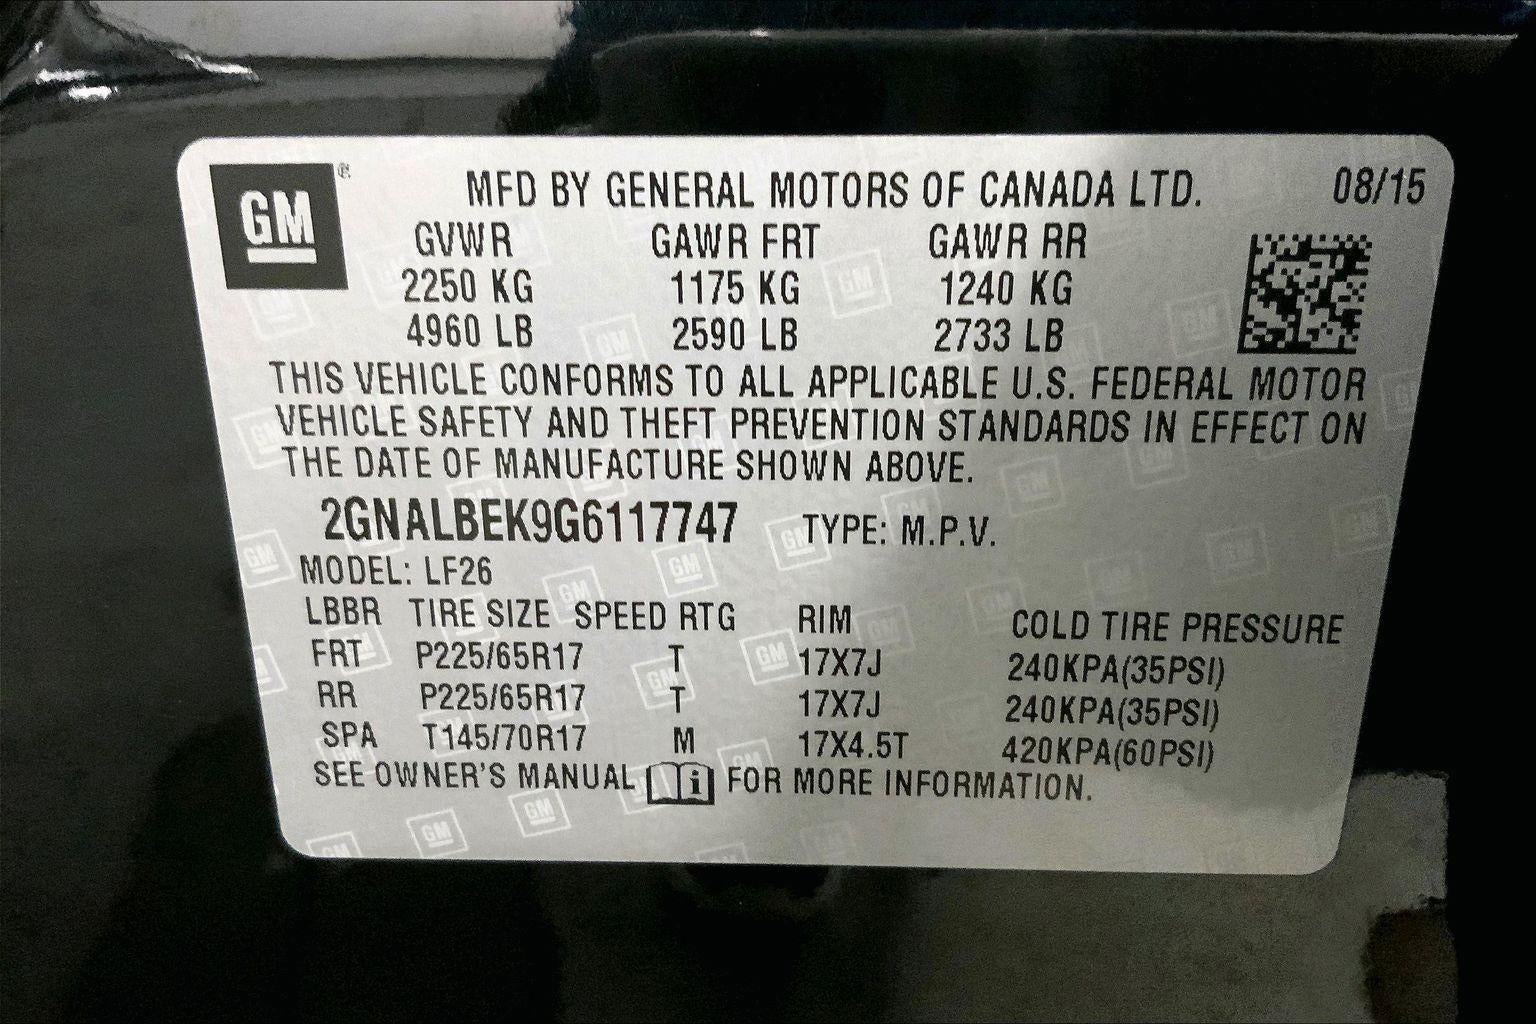 GM MFD BY GENERAL MOTORS OF CANADA LTD. 08/15
GVWR GAWR FRT GAWR RR
2250 KG 1175 KG 1240 KG
4960 LB 2590 LB 2733 LB
THIS VEHICLE CONFORMS TO ALL APPLICABLE U.S. FEDERAL MOTOR
VEHICLE SAFETY AND THEFT PREVENTION STANDARDS IN EFFECT ON
THE DATE OF MANUFACTURE SHOWN ABOVE.
2GNALBEK9G6117747 TYPE: M.P.V.
MODEL: LF26
LBBR TIRE SIZE SPEED RTG RIM COLD TIRE PRESSURE
FRT P225/65R17 T 17X7J 240KPA(35PSI)
RR P225/65R17 T 17X7J 240KPA(35PSI)
SPA T145/70R17 M 17X4.5T 420KPA(60PSI)
SEE OWNER'S MANUAL i FOR MORE INFORMATION.